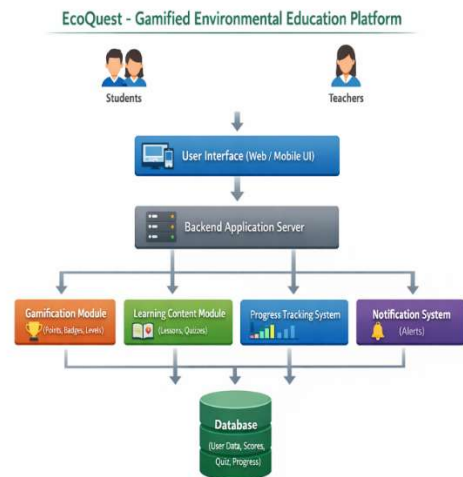 EcoQuest - Gamified Environmental Education Platform
Students
Teachers
User Interface (Web / Mobile UI)
Backend Application Server
Gamification Module
(Points, Badges, Levels)
Learning Content Module
(Lessons, Quizzes)
Progress Tracking System
Notification System
(Alerts)
Database
(User Data, Scores,
Quiz, Progress)